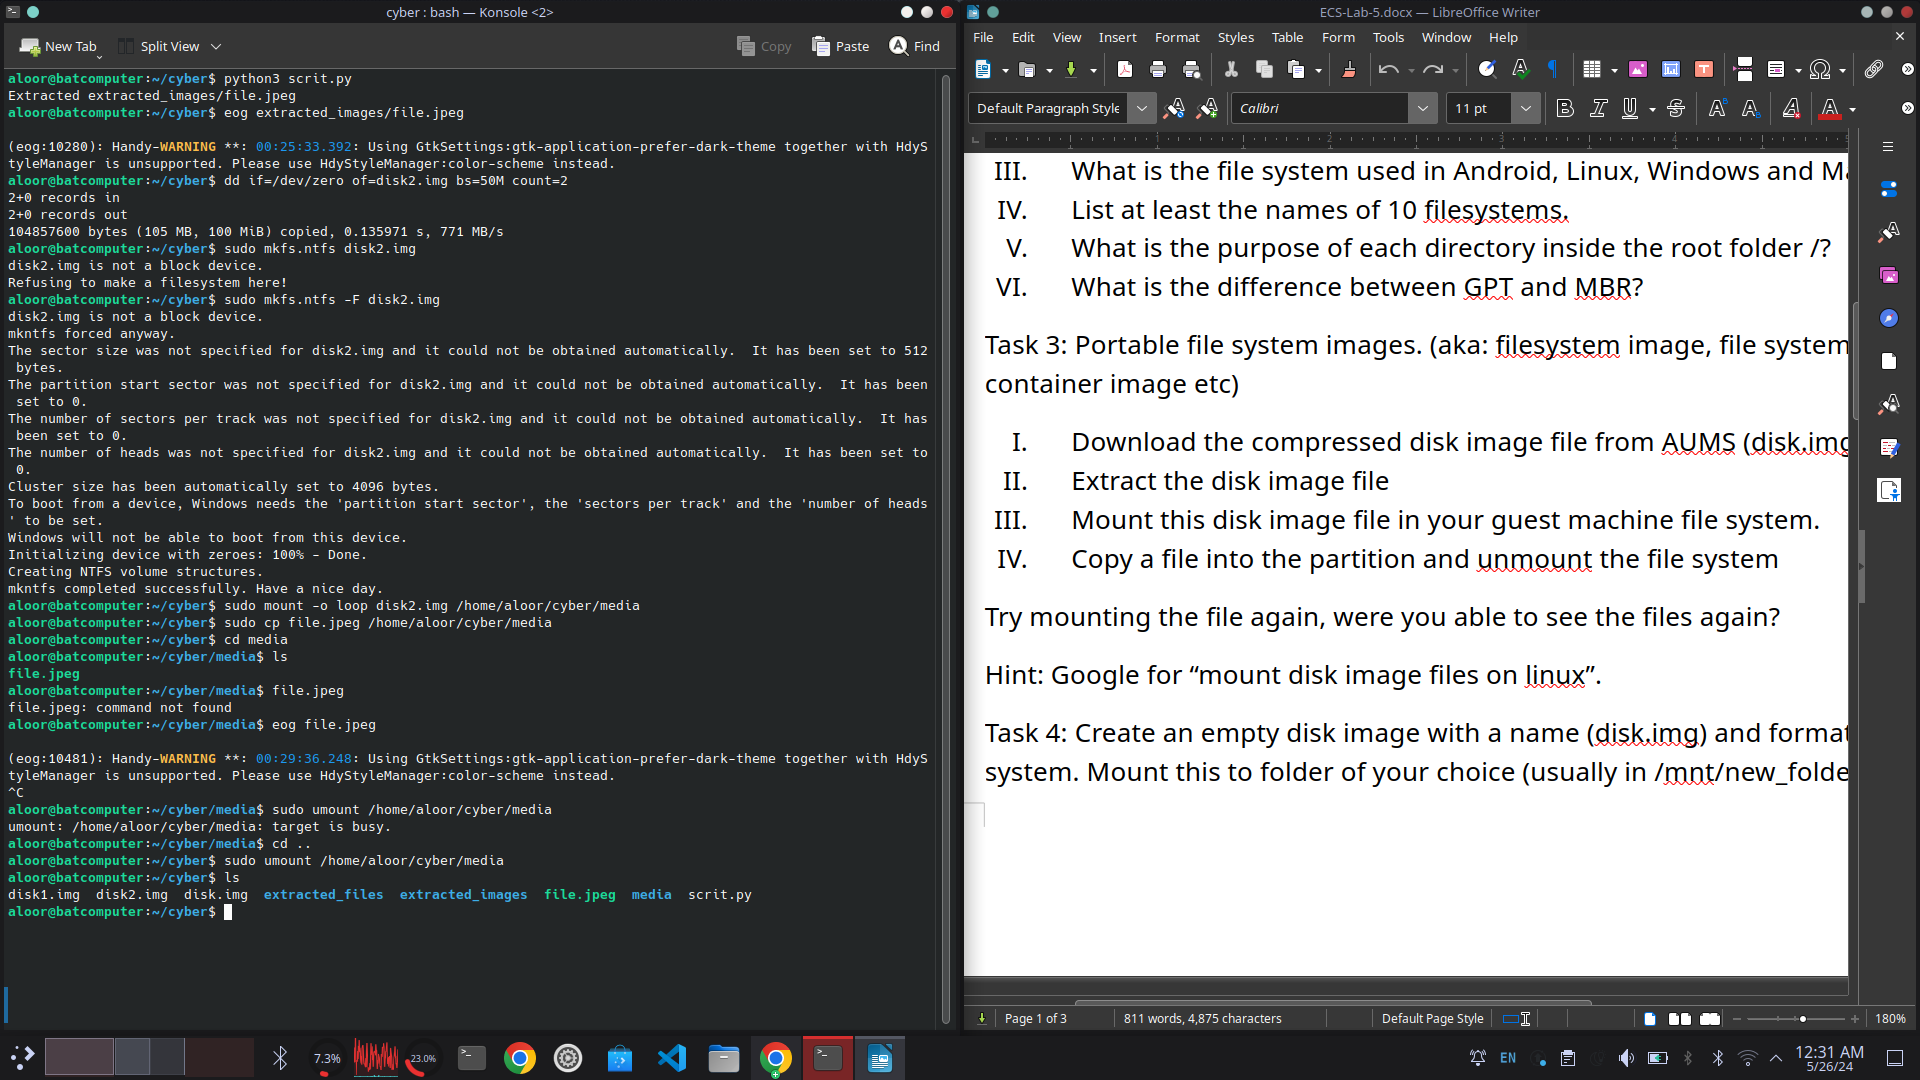 cyber : bash — Konsole <2>
New Tab
Split View
Copy
Paste
Find
aloor@batcomputer:~/cyber$ python3 scrit.py
Extracted extracted_images/file.jpeg
aloor@batcomputer:~/cyber$ eog extracted_images/file.jpeg
(eog:10280): Handy-WARNING **: 00:25:33.392: Using GtkSettings:gtk-application-prefer-dark-theme together with HdyS
tyleManager is unsupported. Please use HdyStyleManager:color-scheme instead.
aloor@batcomputer:~/cyber$ dd if=/dev/zero of=disk2.img bs=50M count=2
2+0 records in
2+0 records out
104857600 bytes (105 MB, 100 MiB) copied, 0.135971 s, 771 MB/s
aloor@batcomputer:~/cyber$ sudo mkfs.ntfs disk2.img
disk2.img is not a block device.
Refusing to make a filesystem here!
aloor@batcomputer:~/cyber$ sudo mkfs.ntfs -F disk2.img
disk2.img is not a block device.
mkntfs forced anyway.
The sector size was not specified for disk2.img and it could not be obtained automatically.  It has been set to 512
 bytes.
The partition start sector was not specified for disk2.img and it could not be obtained automatically.  It has been
 set to 0.
The number of sectors per track was not specified for disk2.img and it could not be obtained automatically.  It has
 been set to 0.
The number of heads was not specified for disk2.img and it could not be obtained automatically.  It has been set to
 0.
Cluster size has been automatically set to 4096 bytes.
To boot from a device, Windows needs the 'partition start sector', the 'sectors per track' and the 'number of heads
' to be set.
Windows will not be able to boot from this device.
Initializing device with zeroes: 100% - Done.
Creating NTFS volume structures.
mkntfs completed successfully. Have a nice day.
aloor@batcomputer:~/cyber$ sudo mount -o loop disk2.img /home/aloor/cyber/media
aloor@batcomputer:~/cyber$ sudo cp file.jpeg /home/aloor/cyber/media
aloor@batcomputer:~/cyber$ cd media
aloor@batcomputer:~/cyber/media$ ls
file.jpeg
aloor@batcomputer:~/cyber/media$ file.jpeg
file.jpeg: command not found
aloor@batcomputer:~/cyber/media$ eog file.jpeg
(eog:10481): Handy-WARNING **: 00:29:36.248: Using GtkSettings:gtk-application-prefer-dark-theme together with HdyS
tyleManager is unsupported. Please use HdyStyleManager:color-scheme instead.
^C
aloor@batcomputer:~/cyber/media$ sudo umount /home/aloor/cyber/media
umount: /home/aloor/cyber/media: target is busy.
aloor@batcomputer:~/cyber/media$ cd ..
aloor@batcomputer:~/cyber$ sudo umount /home/aloor/cyber/media
aloor@batcomputer:~/cyber$ ls
disk1.img  disk2.img  disk.img  extracted_files  extracted_images  file.jpeg  media  scrit.py
aloor@batcomputer:~/cyber$
ECS-Lab-5.docx — LibreOffice Writer
File Edit View Insert Format Styles Table Form Tools Window Help
Default Paragraph Style
Calibri
11 pt
III. What is the file system used in Android, Linux, Windows and Ma
IV. List at least the names of 10 filesystems.
V. What is the purpose of each directory inside the root folder /?
VI. What is the difference between GPT and MBR?
Task 3: Portable file system images. (aka: filesystem image, file system
container image etc)
I. Download the compressed disk image file from AUMS (disk.img
II. Extract the disk image file
III. Mount this disk image file in your guest machine file system.
IV. Copy a file into the partition and unmount the file system
Try mounting the file again, were you able to see the files again?
Hint: Google for “mount disk image files on linux”.
Task 4: Create an empty disk image with a name (disk.img) and format
system. Mount this to folder of your choice (usually in /mnt/new_folde
Page 1 of 3
811 words, 4,875 characters
Default Page Style
180%
7.3%
23.0%
EN
12:31 AM
5/26/24